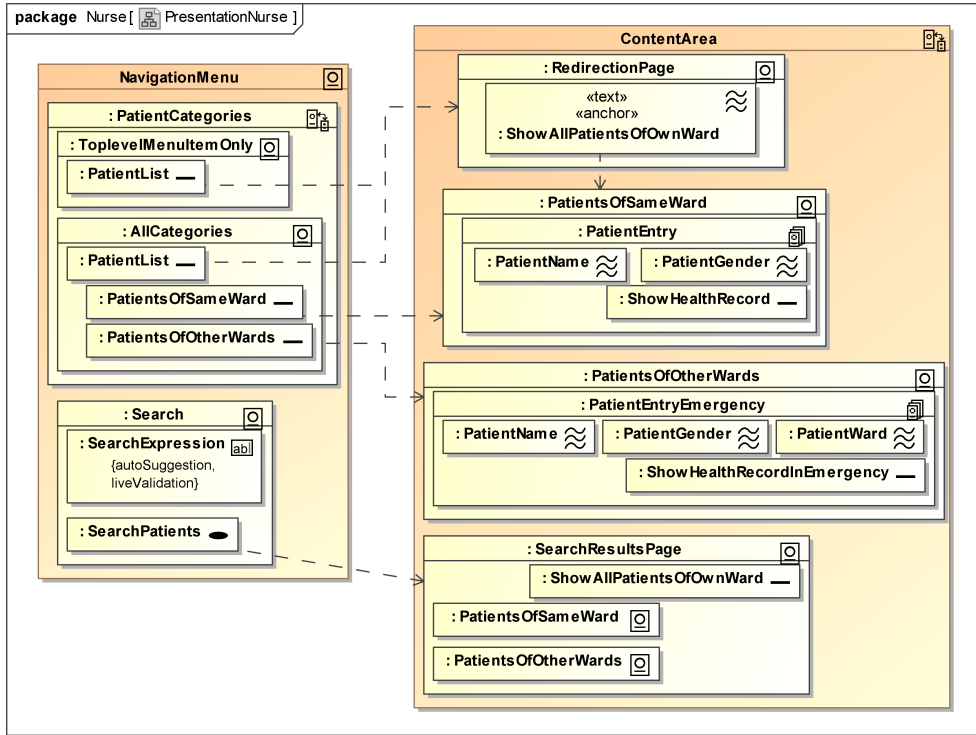 package Nurse [ PresentationNurse ]
NavigationMenu
: PatientCategories
: ToplevelMenuItemOnly
: PatientList
: AllCategories
: PatientList
: PatientsOfSameWard
: PatientsOfOtherWards
: Search
: SearchExpression
abl
{autoSuggestion,
liveValidation}
: SearchPatients
ContentArea
: RedirectionPage
«text»
«anchor»
: ShowAllPatientsOfOwnWard
: PatientsOfSameWard
: PatientEntry
: PatientName
: PatientGender
: ShowHealthRecord
: PatientsOfOtherWards
: PatientEntryEmergency
: PatientName
: PatientGender
: PatientWard
: ShowHealthRecordInEmergency
: SearchResultsPage
: ShowAllPatientsOfOwnWard
: PatientsOfSameWard
: PatientsOfOtherWards